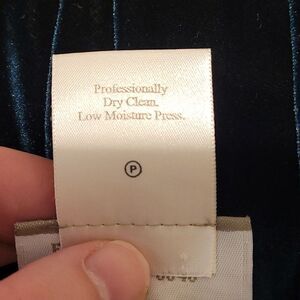 Professionally
Dry Clean.
Low Moisture Press.
P